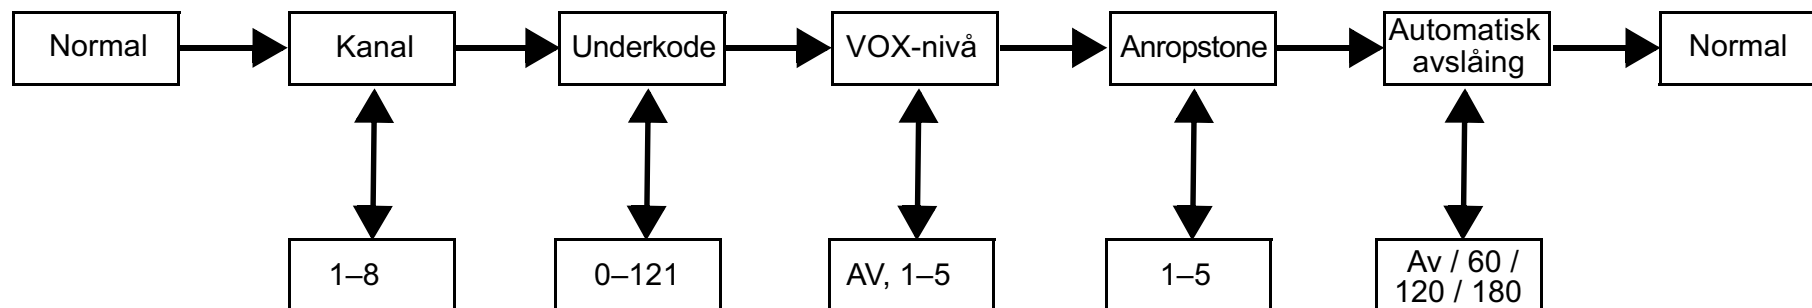 Normal
Kanal
Underkode
VOX-nivå
Anropstone
Automatisk
avslåing
Normal
1–8
0–121
AV, 1–5
1–5
Av / 60 /
120 / 180